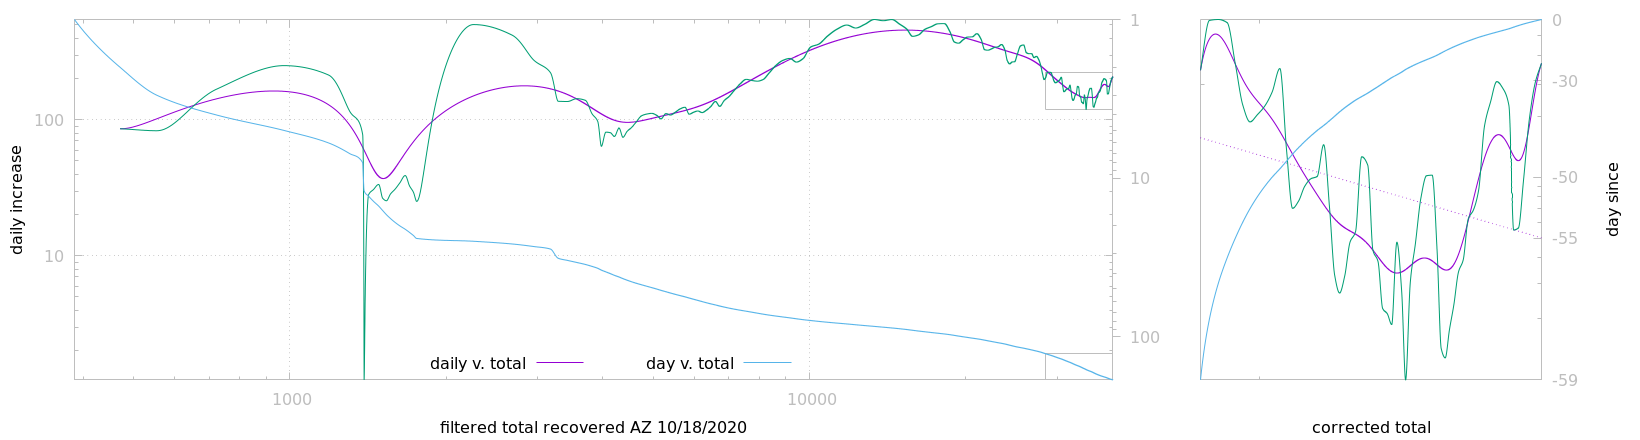 daily increase
100
10
1000
10000
1
10
100
daily v. total
day v. total
filtered total recovered AZ 10/18/2020
0
-30
-50
-55
-59
day since
corrected total